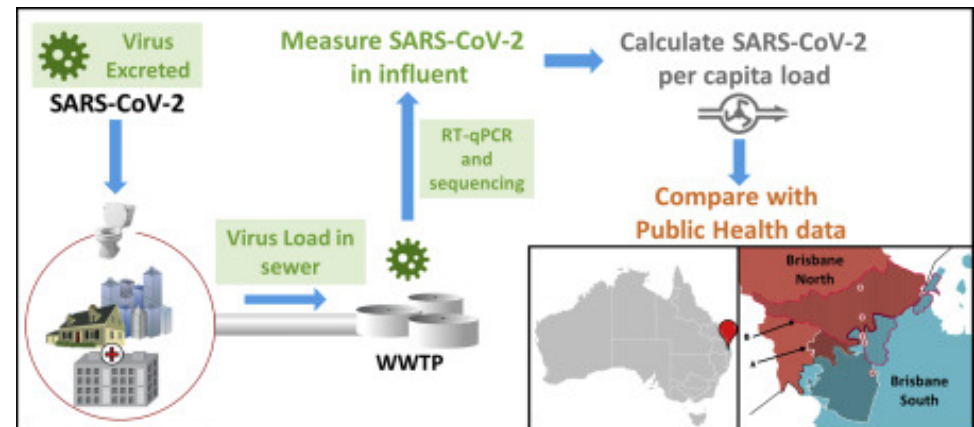 Virus
Excreted
SARS-CoV-2
Measure SARS-CoV-2
in influent
Calculate SARS-CoV-2
per capita load
RT-qPCR
and
sequencing
Compare with
Public Health data
Virus Load in
sewer
WWTP
Brisbane
North
B
A
Brisbane
South